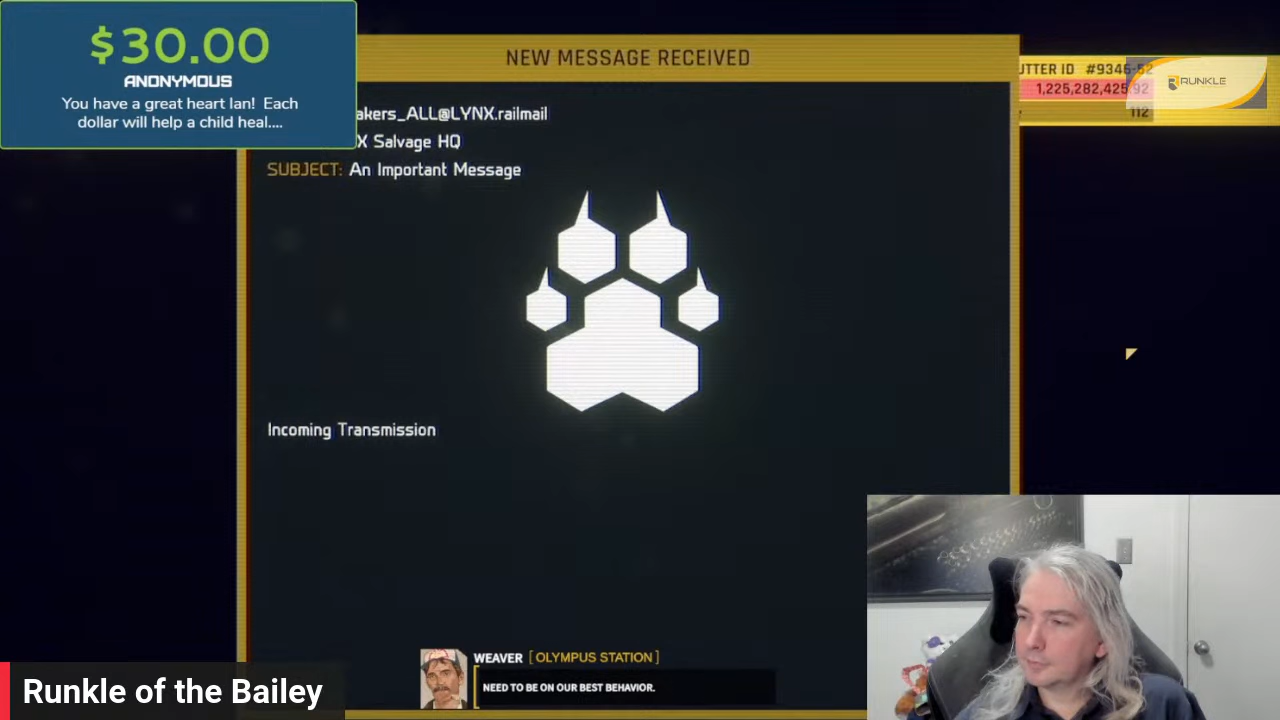 $30.00
ANONYMOUS
You have a great heart Ian! Each
dollar will help a child heal....
NEW MESSAGE RECEIVED
UTTER ID #9346-52
RUNKLE
1,225,282,425.92
112
akers_ALL@LYNX.railmail
X Salvage HQ
SUBJECT: An Important Message
Incoming Transmission
WEAVER [ OLYMPUS STATION ]
NEED TO BE ON OUR BEST BEHAVIOR.
Runkle of the Bailey